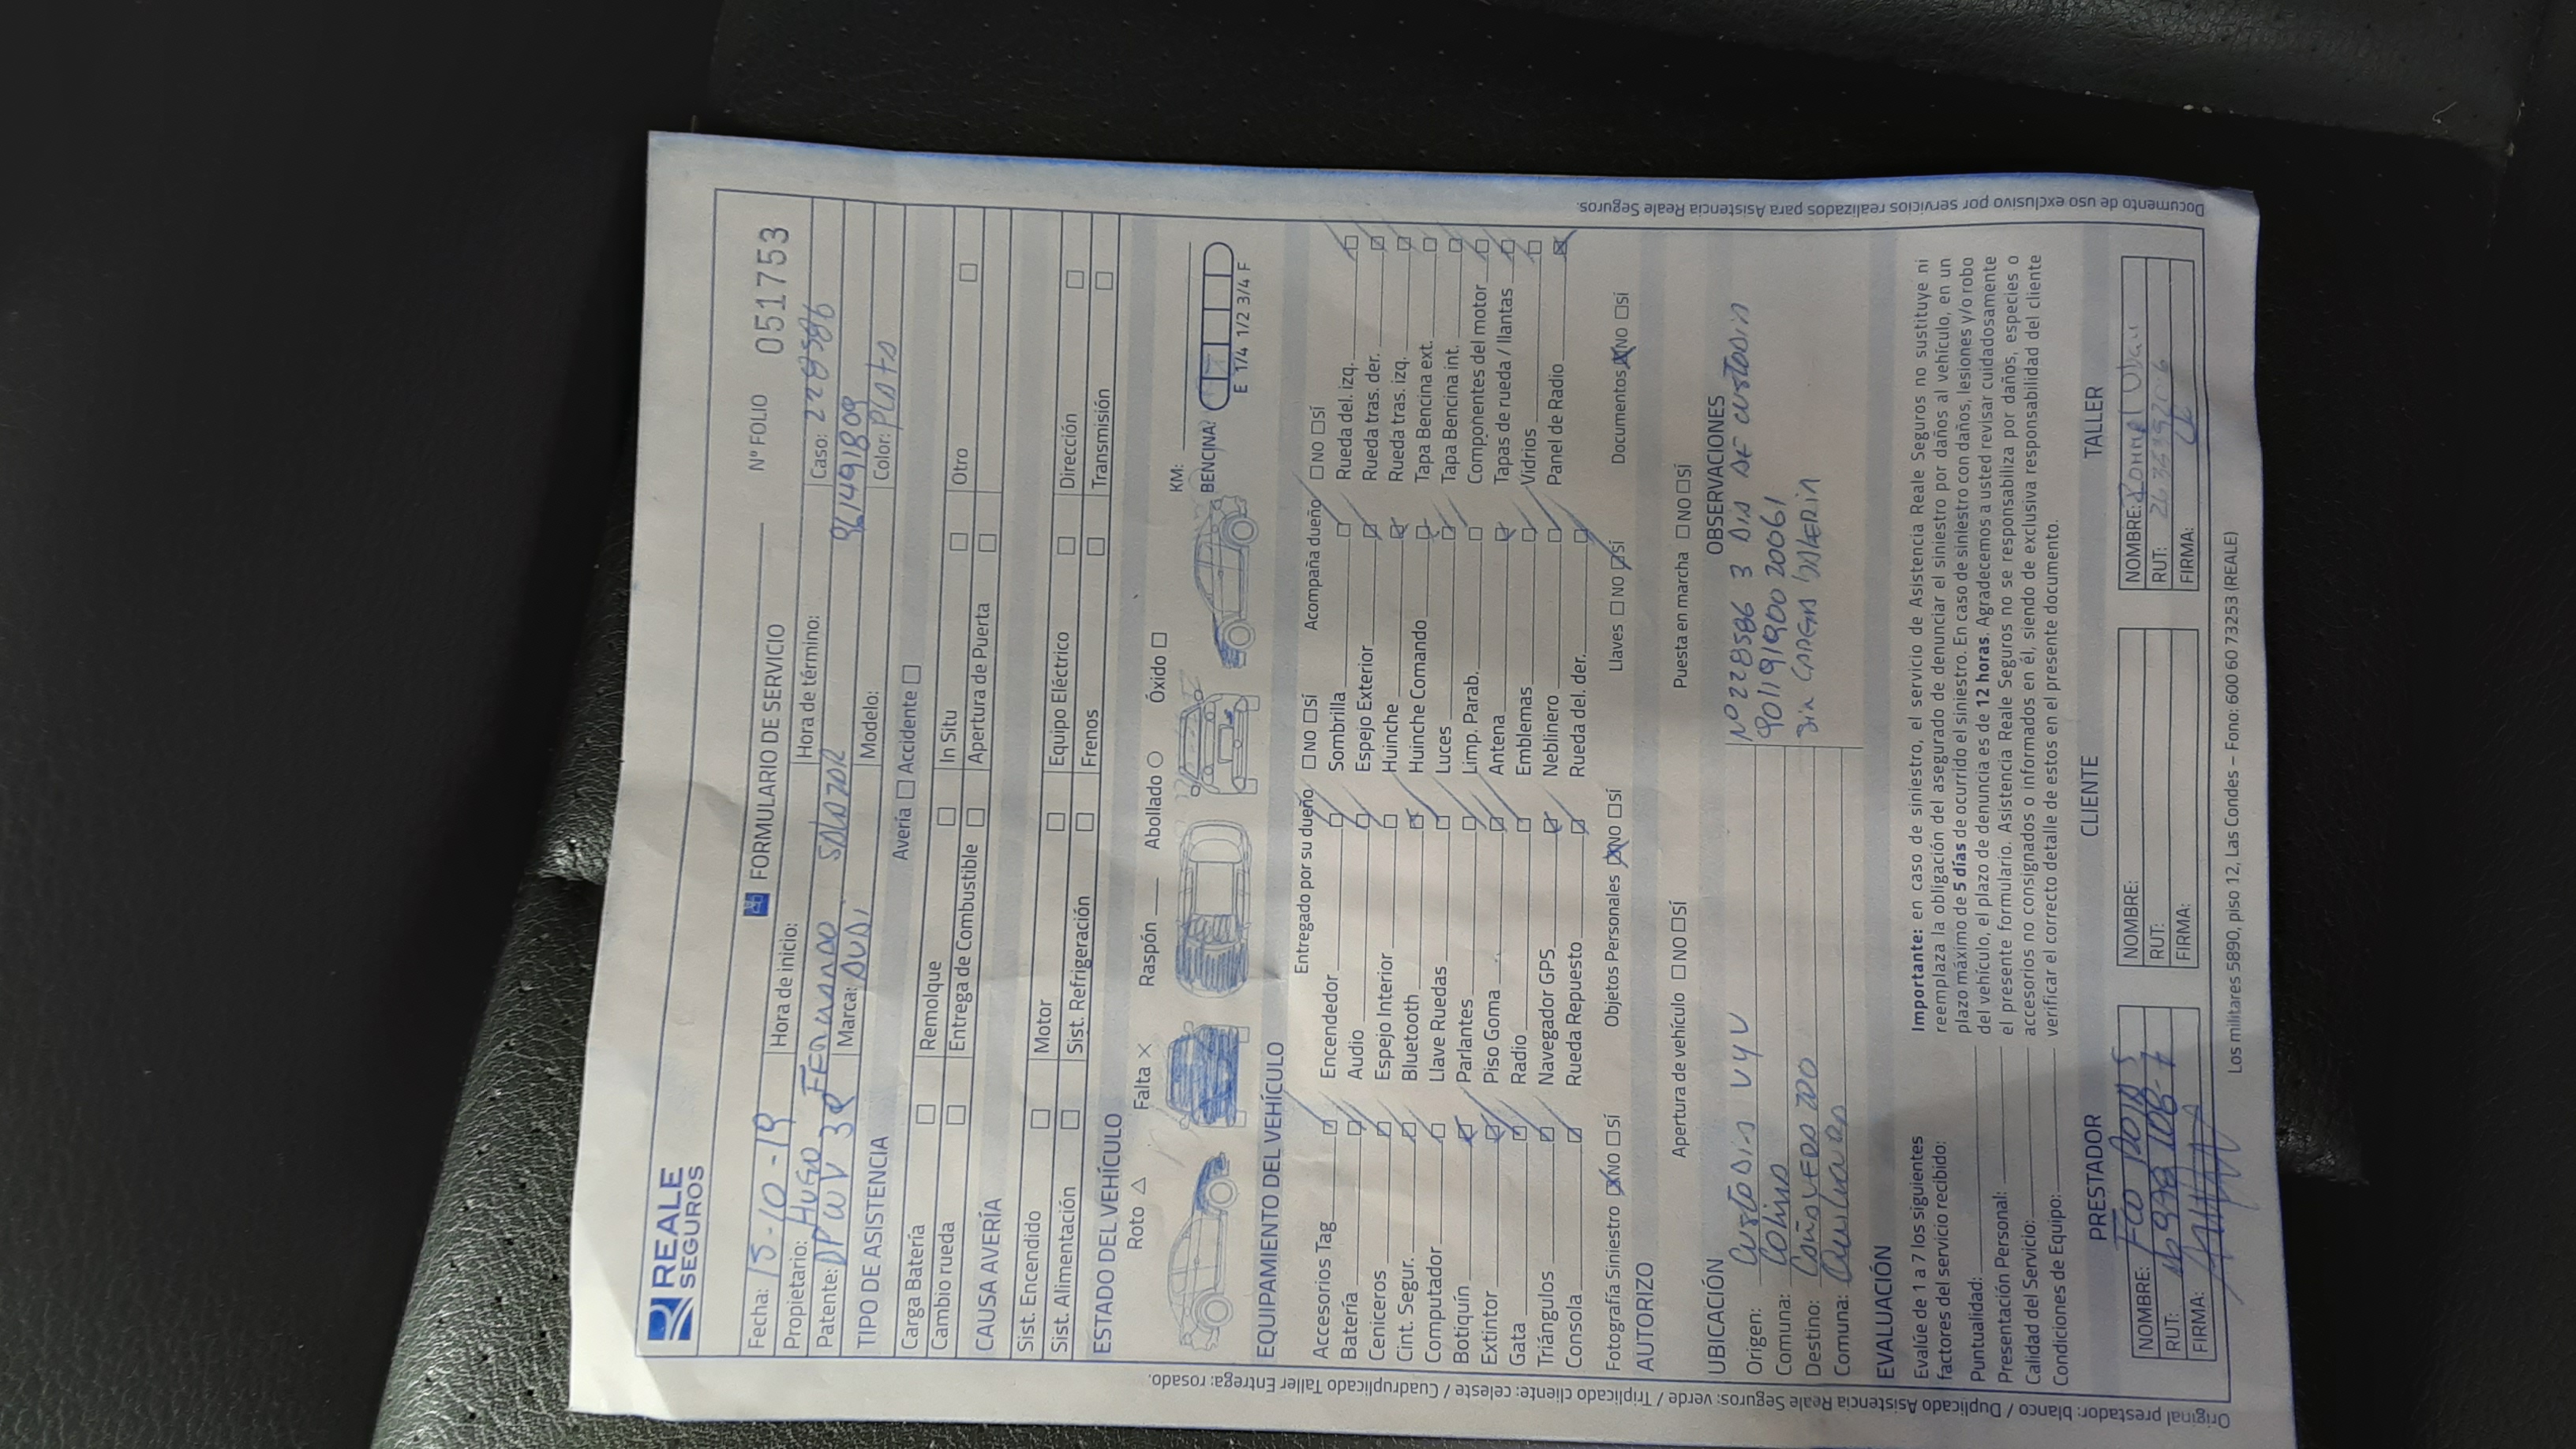 REALE
SEGUROS
FORMULARIO DE SERVICIO Nº FOLIO 051753
Fecha: 15-10-19 Hora de inicio: Hora de término: Caso: 2288586
Propietario: HUGO FERNANDO SALAZAR 961491809
Patente: DPWV 38 Marca: AUDI Modelo: Color: PLATA
TIPO DE ASISTENCIA Avería □ Accidente □
Carga Batería □ Remolque □ In Situ □ Otro □
Cambio rueda □ Entrega de Combustible □ Apertura de Puerta □
CAUSA AVERÍA
Sist. Encendido □ Motor □ Equipo Eléctrico □ Dirección □
Sist. Alimentación □ Sist. Refrigeración □ Frenos □ Transmisión □
ESTADO DEL VEHÍCULO
Roto △ Falta × Raspón — Abollado ○ Óxido □ KM:
BENCINA:
E 1/4 1/2 3/4 F
EQUIPAMIENTO DEL VEHÍCULO Entregado por su dueño □ NO □ SÍ Acompaña dueño □ NO □ SÍ
Accesorios Tag Encendedor Sombrilla Rueda del. izq.
Batería Audio Espejo Exterior Rueda tras. der.
Ceniceros Espejo Interior Huinche Rueda tras. izq.
Cint. Segur. Bluetooth Huinche Comando Tapa Bencina ext.
Computador Llave Ruedas Luces Tapa Bencina int.
Botiquín Parlantes Limp. Parab. Componentes del motor
Extintor Piso Goma Antena Tapas de rueda / llantas
Gata Radio Emblemas Vidrios
Triángulos Navegador GPS Neblinero Panel de Radio
Consola Rueda Repuesto Rueda del. der.
Fotografía Siniestro NO □ SÍ Objetos Personales NO □ SÍ Llaves □ NO SÍ Documentos NO □ SÍ
AUTORIZO
Apertura de vehículo □ NO □ SÍ Puesta en marcha □ NO □ SÍ
UBICACIÓN OBSERVACIONES
Origen: CUSTODIA VYV Nº 2288586 3 DIA DE CUSTODIA
Comuna: COLINA 901191900 20061
Destino: 700
Comuna:
EVALUACIÓN
Evalúe de 1 a 7 los siguientes
factores del servicio recibido:
Puntualidad:
Presentación Personal:
Calidad del Servicio:
Condiciones de Equipo:
Importante: en caso de siniestro, el servicio de Asistencia Reale Seguros no sustituye ni
reemplaza la obligación del asegurado de denunciar el siniestro por daños al vehículo, en un
plazo máximo de 5 días de ocurrido el siniestro. En caso de siniestro con daños, lesiones y/o robo
del vehículo, el plazo de denuncia es de 12 horas. Agradecemos a usted revisar cuidadosamente
el presente formulario. Asistencia Reale Seguros no se responsabiliza por daños, especies o
accesorios no consignados o informados en él, siendo de exclusiva responsabilidad del cliente
verificar el correcto detalle de estos en el presente documento.
PRESTADOR CLIENTE TALLER
NOMBRE: NOMBRE: NOMBRE:
RUT: RUT: RUT:
FIRMA: FIRMA: FIRMA:
Los militares 5890, piso 12, Las Condes – Fono: 600 60 73253 (REALE)
Original prestador: blanco / Duplicado Asistencia Reale Seguros: verde / Triplicado cliente: celeste / Cuadruplicado Taller Entrega: rosado.
Documento de uso exclusivo por servicios realizados para Asistencia Reale Seguros.